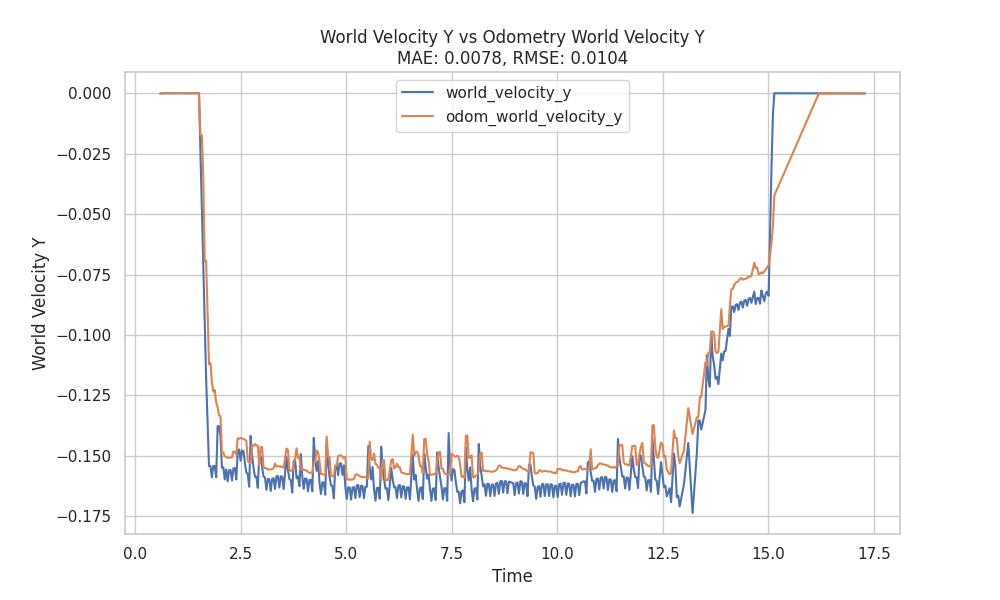 World Velocity Y vs Odometry World Velocity Y
MAE: 0.0078, RMSE: 0.0104
world_velocity_y
odom_world_velocity_y
World Velocity Y
0.000
−0.025
−0.050
−0.075
−0.100
−0.125
−0.150
−0.175
0.0 2.5 5.0 7.5 10.0 12.5 15.0 17.5
Time